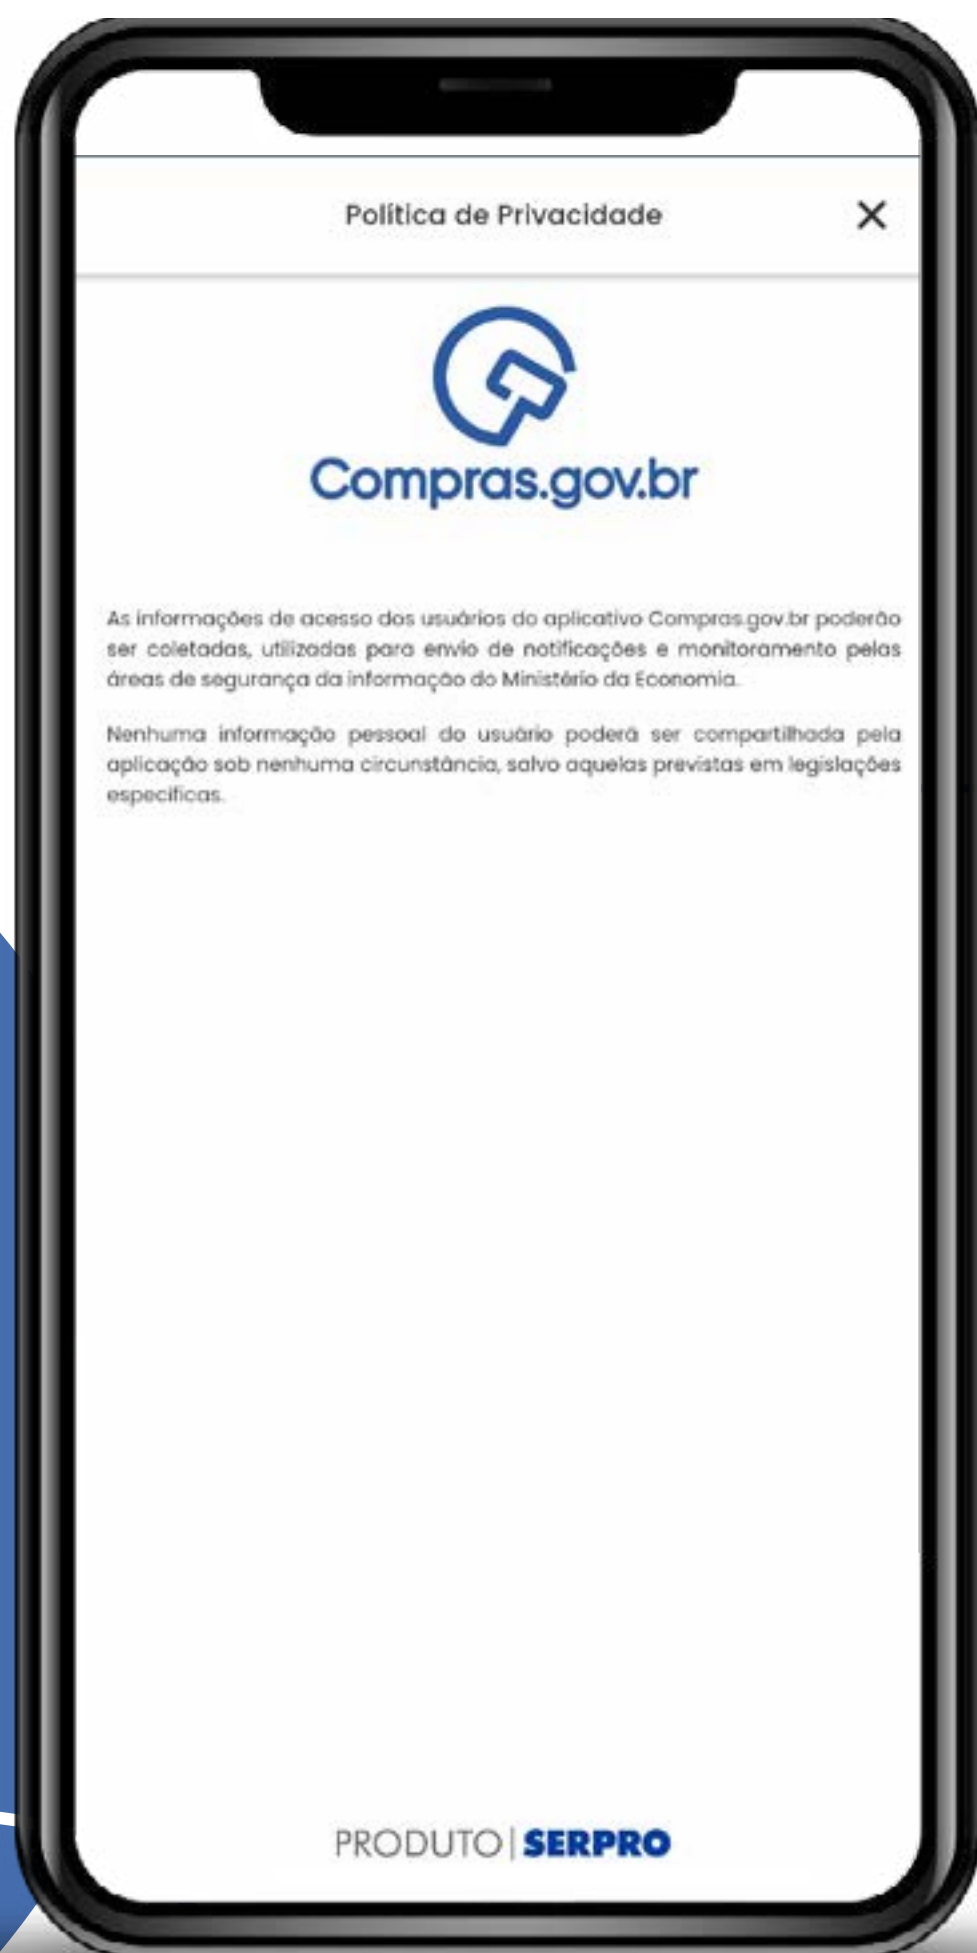 Política de Privacidade
Compras.gov.br
As informações de acesso dos usuários do aplicativo Compras.gov.br poderão
ser coletadas, utilizadas para envio de notificações e monitoramento pelas
áreas de segurança da informação do Ministério da Economia.
Nenhuma informação pessoal do usuário poderá ser compartilhada pela
aplicação sob nenhuma circunstância, salvo aquelas previstas em legislações
específicas.
PRODUTO | SERPRO